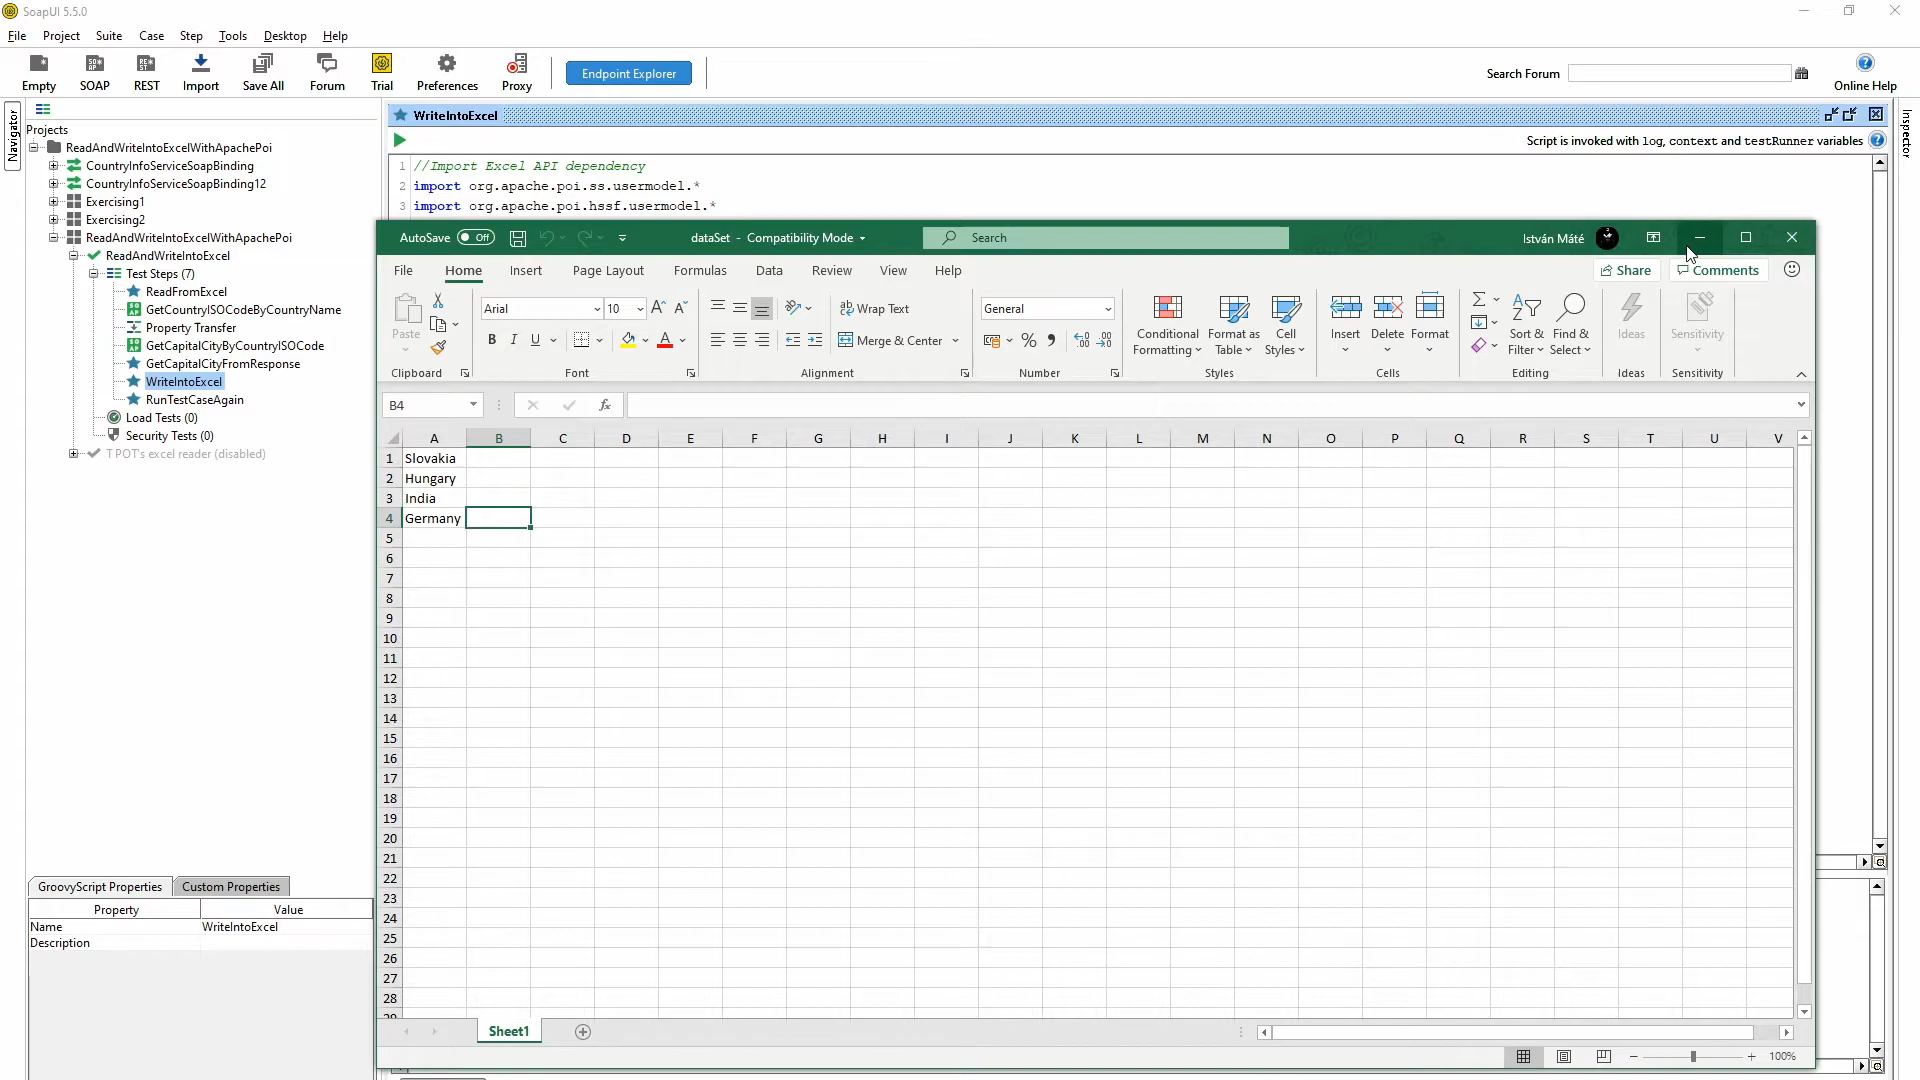 SoapUI 5.5.0
File Project Suite Case Step Tools Desktop Help
Empty SOAP REST Import Save All Forum Trial Preferences Proxy Endpoint Explorer Search Forum Online Help
Navigator
Inspector
Projects
ReadAndWriteIntoExcelWithApachePoi
CountryInfoServiceSoapBinding
CountryInfoServiceSoapBinding12
Exercising1
Exercising2
ReadAndWriteIntoExcelWithApachePoi
ReadAndWriteIntoExcel
Test Steps (7)
ReadFromExcel
GetCountryISOCodeByCountryName
Property Transfer
GetCapitalCityByCountryISOCode
GetCapitalCityFromResponse
WriteIntoExcel
RunTestCaseAgain
Load Tests (0)
Security Tests (0)
T POT's excel reader (disabled)
GroovyScript Properties Custom Properties
Property Value
Name WriteIntoExcel
Description
WriteIntoExcel
Script is invoked with log, context and testRunner variables
1 //Import Excel API dependency
2 import org.apache.poi.ss.usermodel.*
3 import org.apache.poi.hssf.usermodel.*
AutoSave Off dataSet - Compatibility Mode Search István Máté
File Home Insert Page Layout Formulas Data Review View Help Share Comments
Paste Arial 10 Wrap Text General Conditional Formatting Format as Table Cell Styles Insert Delete Format Sort & Filter Find & Select Ideas Sensitivity
B I U Merge & Center %
Clipboard Font Alignment Number Styles Cells Editing Ideas Sensitivity
B4 fx
A B C D E F G H I J K L M N O P Q R S T U V
1 Slovakia
2 Hungary
3 India
4 Germany
5
6
7
8
9
10
11
12
13
14
15
16
17
18
19
20
21
22
23
24
25
26
27
28
29
Sheet1
100%